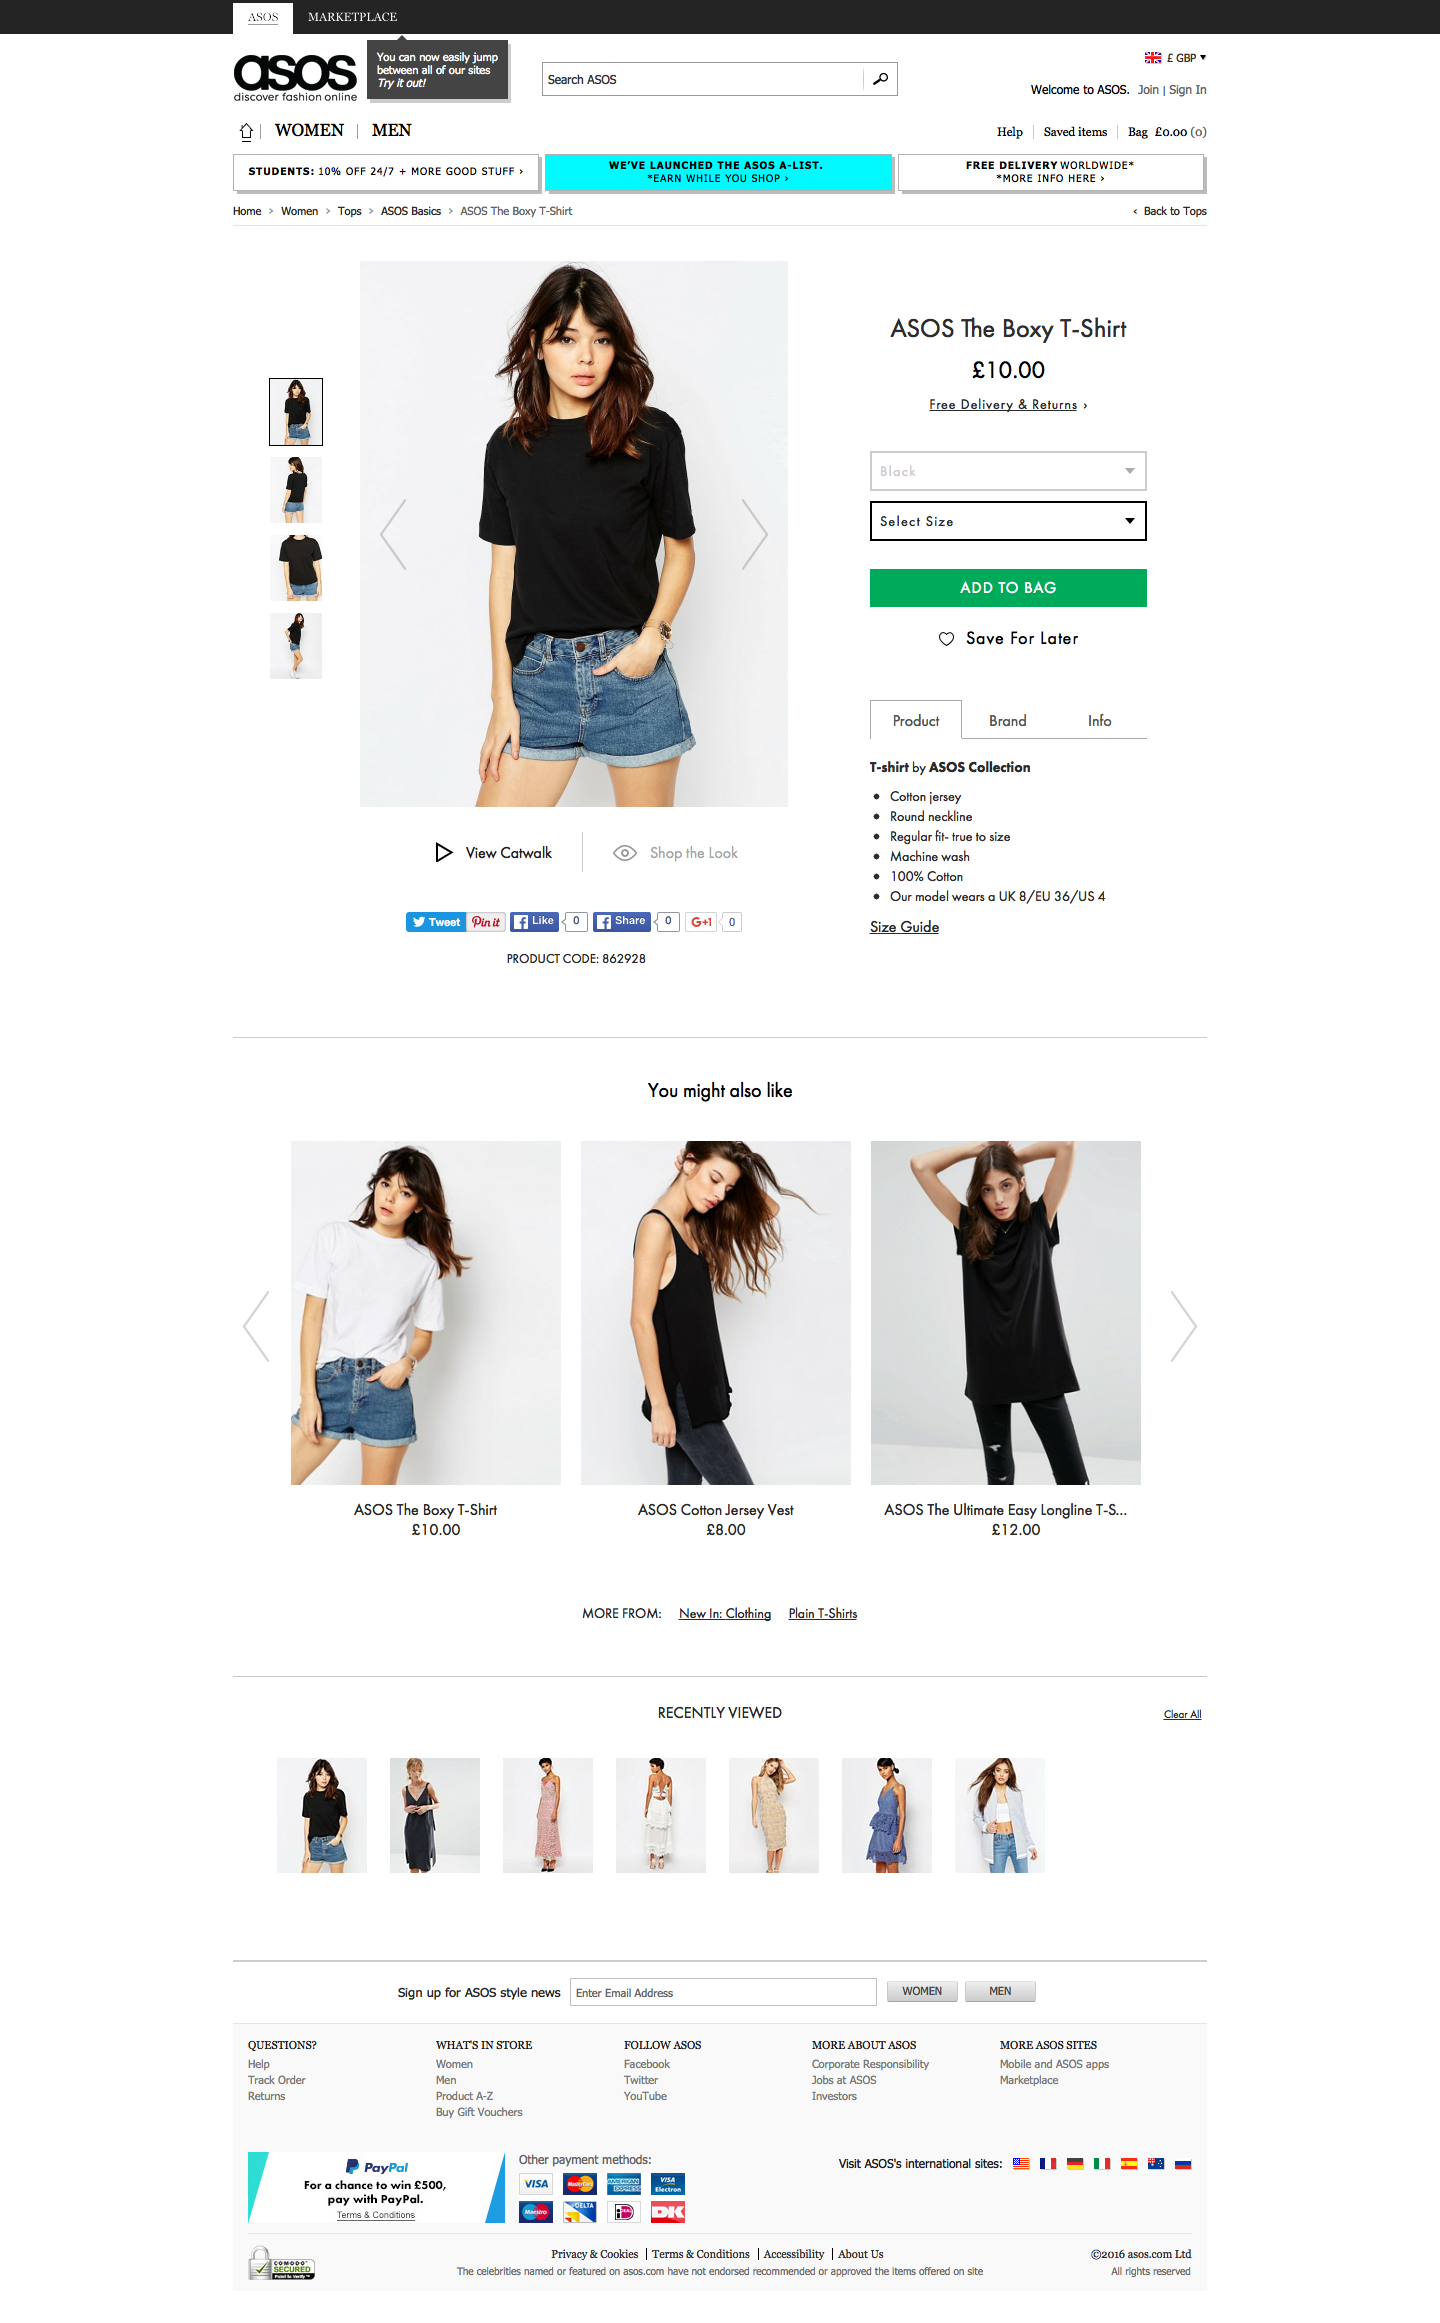 ASOS
MARKETPLACE
asos
discover fashion online
You can now easily jump
between all of our sites
Try it out!
Search ASOS
£ GBP
Welcome to ASOS. Join | Sign In
WOMEN
MEN
Help
Saved items
Bag £0.00 (0)
STUDENTS: 10% OFF 24/7 + MORE GOOD STUFF ›
WE'VE LAUNCHED THE ASOS A-LIST.
*EARN WHILE YOU SHOP ›
FREE DELIVERY WORLDWIDE*
*MORE INFO HERE ›
Home > Women > Tops > ASOS Basics > ASOS The Boxy T-Shirt
‹ Back to Tops
ASOS The Boxy T-Shirt
£10.00
Free Delivery & Returns ›
Black
Select Size
ADD TO BAG
Save For Later
Product
Brand
Info
T-shirt by ASOS Collection
• Cotton jersey
• Round neckline
• Regular fit- true to size
• Machine wash
• 100% Cotton
• Our model wears a UK 8/EU 36/US 4
Size Guide
View Catwalk
Shop the Look
Tweet
Pin it
Like
0
Share
0
G+1
0
PRODUCT CODE: 862928
You might also like
ASOS The Boxy T-Shirt
£10.00
ASOS Cotton Jersey Vest
£8.00
ASOS The Ultimate Easy Longline T-S...
£12.00
MORE FROM: New In: Clothing Plain T-Shirts
RECENTLY VIEWED
Clear All
Sign up for ASOS style news
Enter Email Address
WOMEN
MEN
QUESTIONS?
Help
Track Order
Returns
WHAT'S IN STORE
Women
Men
Product A-Z
Buy Gift Vouchers
FOLLOW ASOS
Facebook
Twitter
YouTube
MORE ABOUT ASOS
Corporate Responsibility
Jobs at ASOS
Investors
MORE ASOS SITES
Mobile and ASOS apps
Marketplace
PayPal
For a chance to win £500,
pay with PayPal.
Terms & Conditions
Other payment methods:
VISA
MasterCard
AMERICAN EXPRESS
VISA Electron
Maestro
DELTA
iDEAL
DK
Visit ASOS's international sites:
COMODO
SECURED
Point to Verify™
Privacy & Cookies | Terms & Conditions | Accessibility | About Us
The celebrities named or featured on asos.com have not endorsed recommended or approved the items offered on site
©2016 asos.com Ltd
All rights reserved